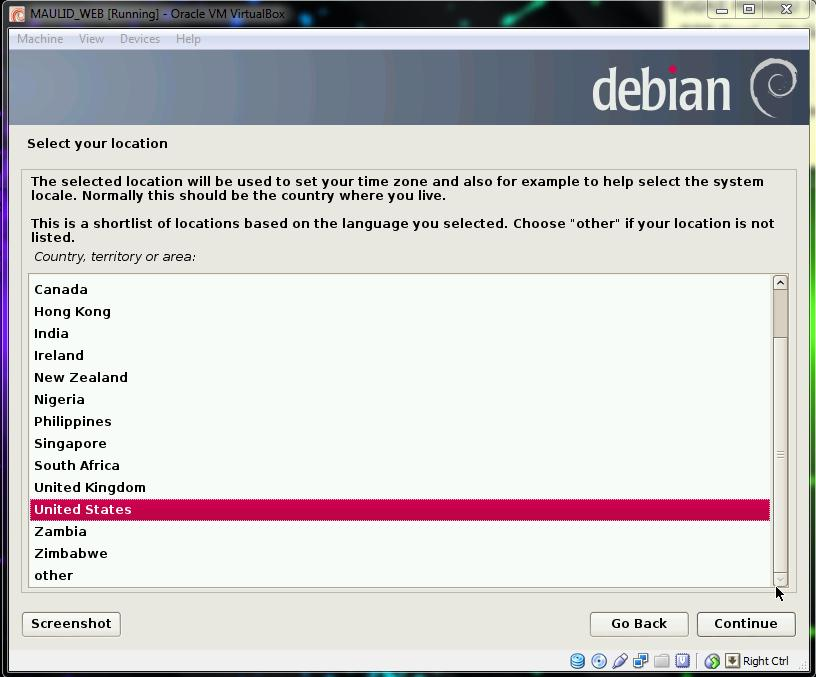 MAULID_WEB [Running] - Oracle VM VirtualBox
Machine View Devices Help
debian
Select your location
The selected location will be used to set your time zone and also for example to help select the system
locale. Normally this should be the country where you live.
This is a shortlist of locations based on the language you selected. Choose "other" if your location is not
listed.
Country, territory or area:
Canada
Hong Kong
India
Ireland
New Zealand
Nigeria
Philippines
Singapore
South Africa
United Kingdom
United States
Zambia
Zimbabwe
other
Screenshot Go Back Continue
Right Ctrl